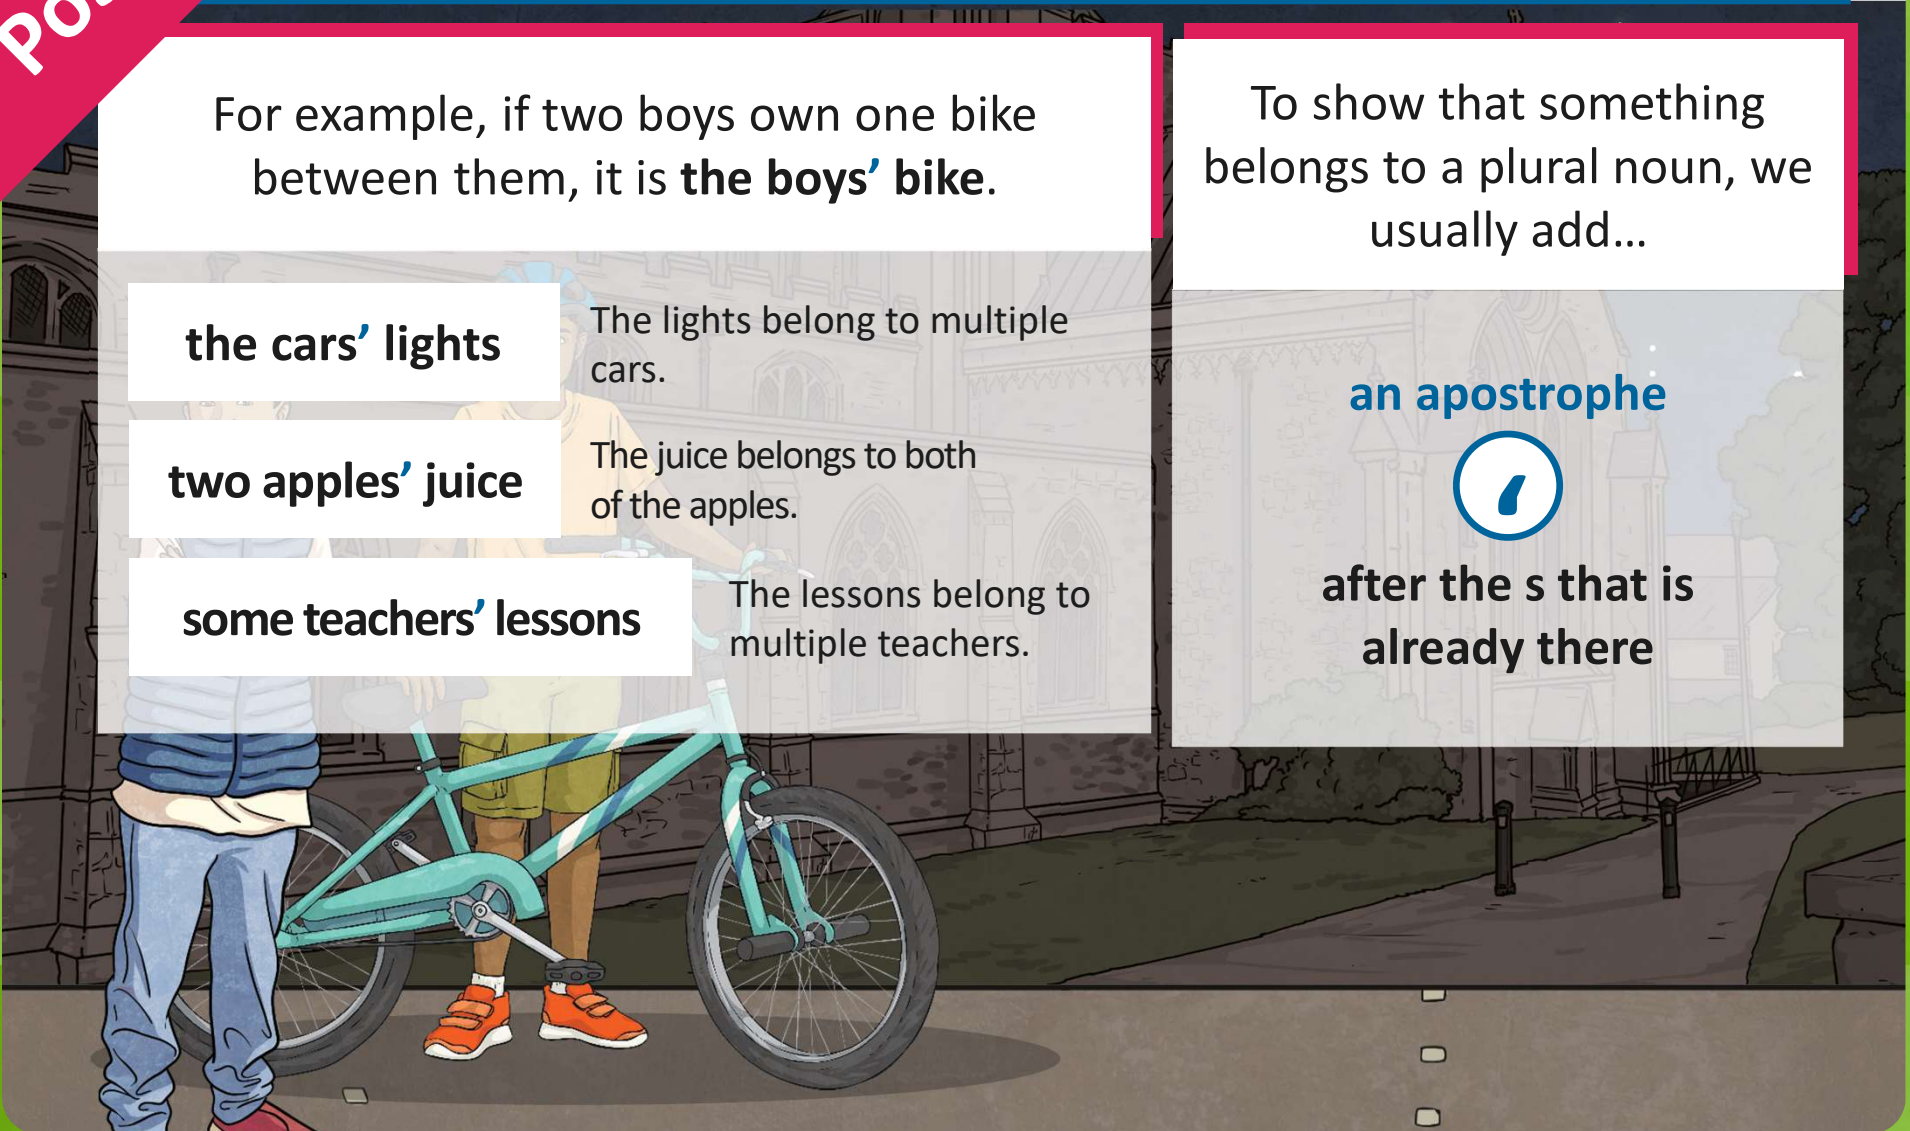 For example, if two boys own one bike
between them, it is the boys’ bike.
the cars’ lights
The lights belong to multiple
cars.
two apples’ juice
The juice belongs to both
of the apples.
some teachers’ lessons
The lessons belong to
multiple teachers.
To show that something
belongs to a plural noun, we
usually add…
an apostrophe
’
after the s that is
already there